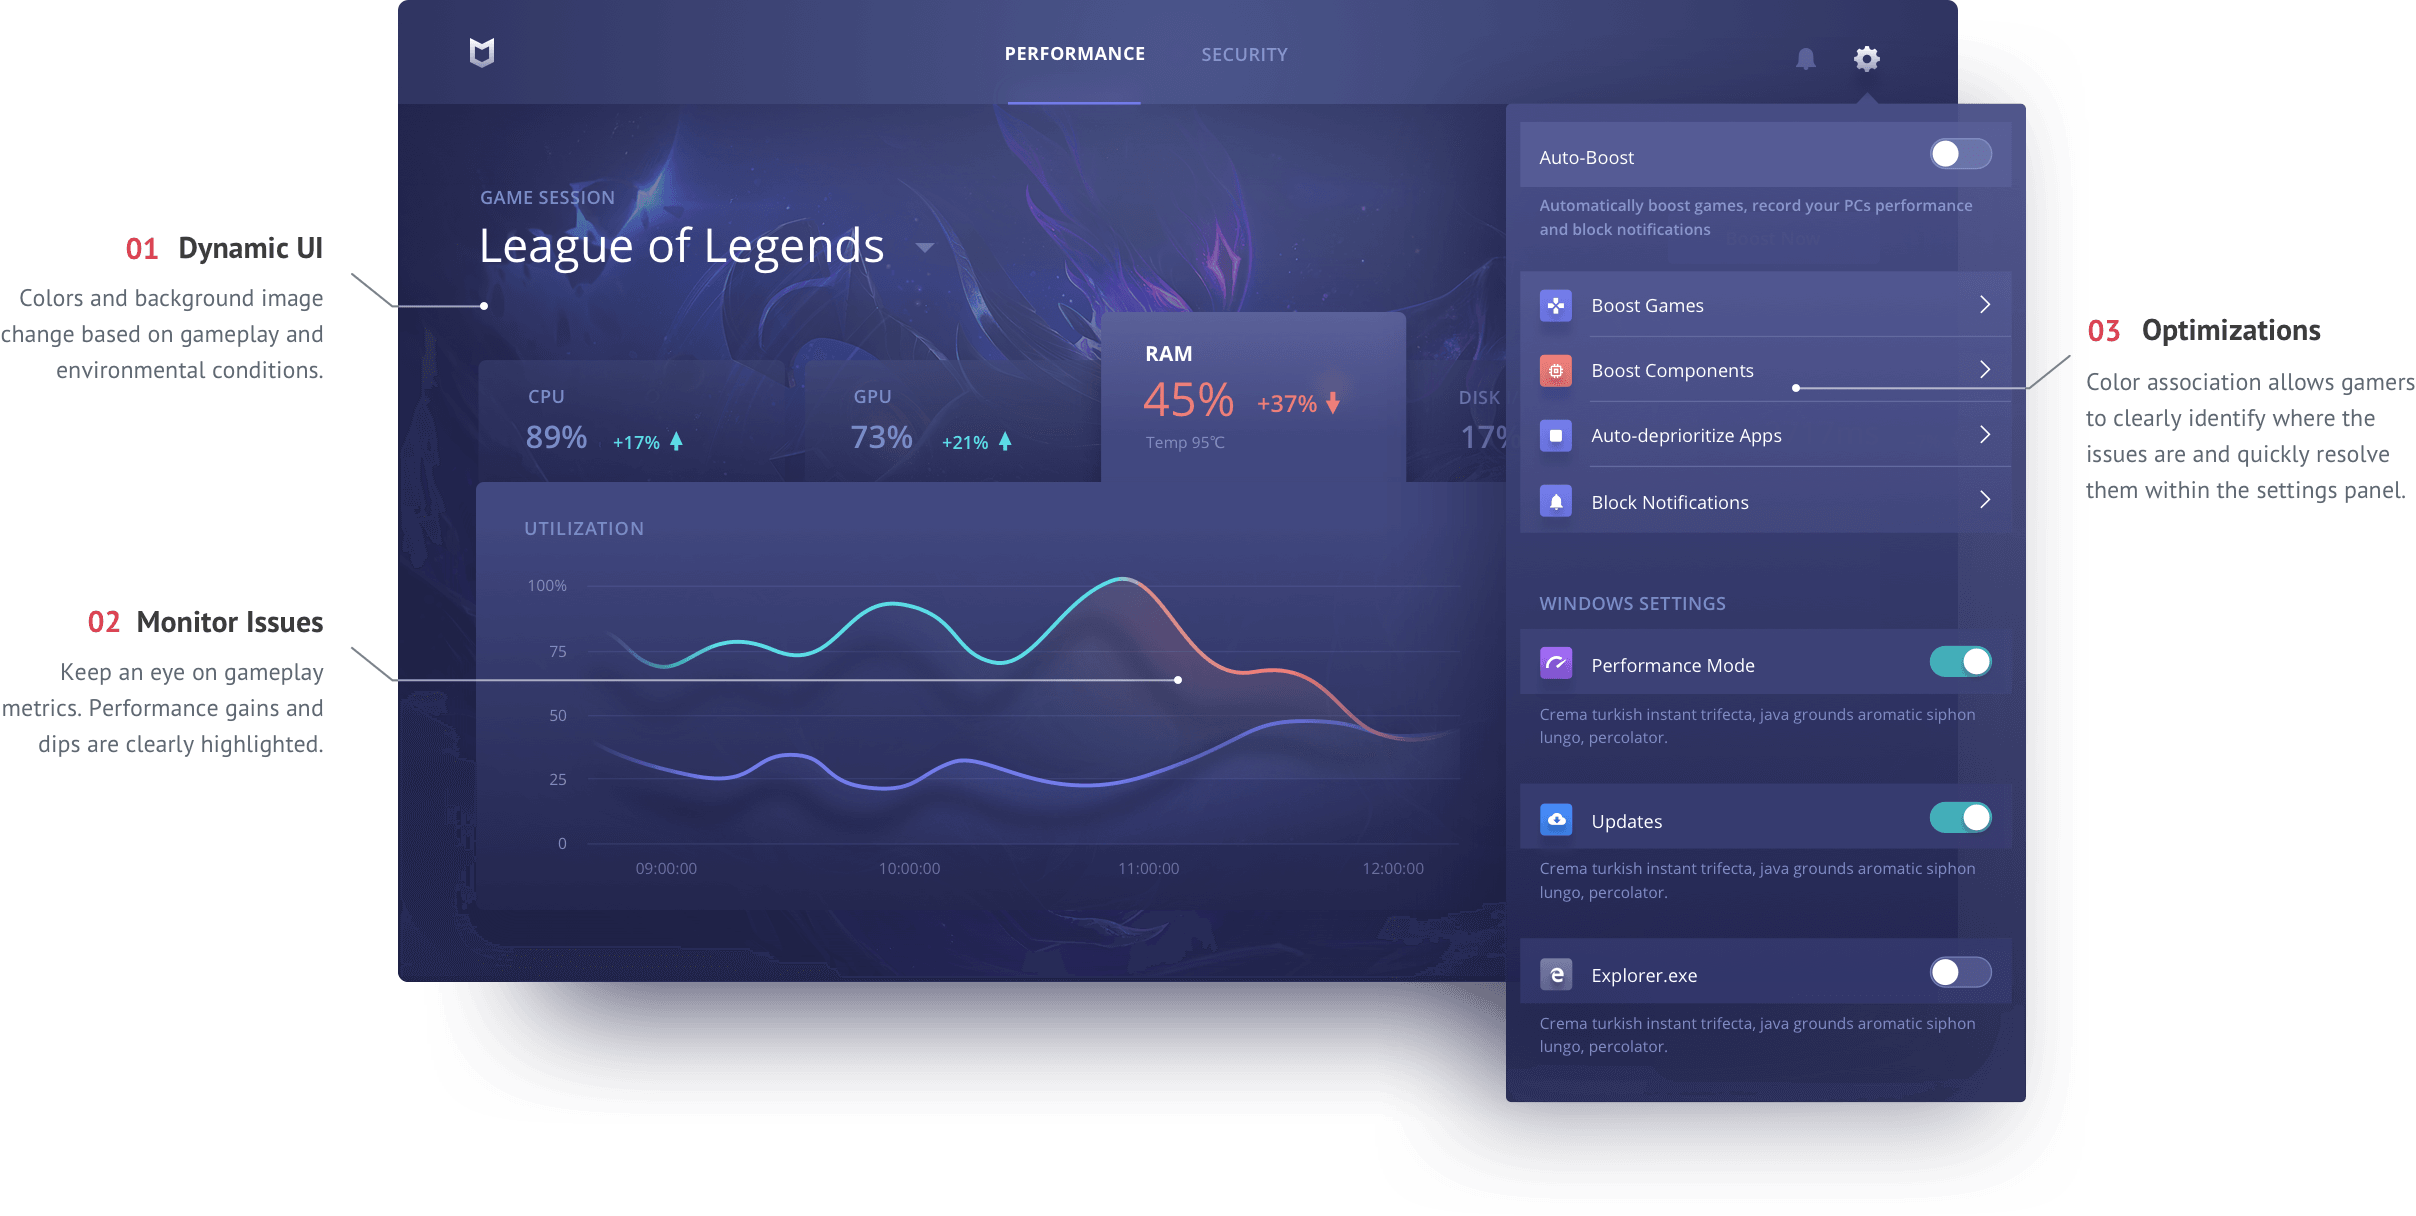 PERFORMANCE
SECURITY
01 Dynamic UI
Colors and background image
change based on gameplay and
environmental conditions.
02 Monitor Issues
Keep an eye on gameplay
metrics. Performance gains and
dips are clearly highlighted.
GAME SESSION
League of Legends
CPU
89% +17%
GPU
73% +21%
RAM
45% +37%
Temp 95℃
DISK
17%
UTILIZATION
100%
75
50
25
0
09:00:00
10:00:00
11:00:00
12:00:00
Auto-Boost
Automatically boost games, record your PCs performance
and block notifications
Boost Now
Boost Games
Boost Components
Auto-deprioritize Apps
Block Notifications
WINDOWS SETTINGS
Performance Mode
Crema turkish instant trifecta, java grounds aromatic siphon
lungo, percolator.
Updates
Crema turkish instant trifecta, java grounds aromatic siphon
lungo, percolator.
Explorer.exe
Crema turkish instant trifecta, java grounds aromatic siphon
lungo, percolator.
03 Optimizations
Color association allows gamers
to clearly identify where the
issues are and quickly resolve
them within the settings panel.